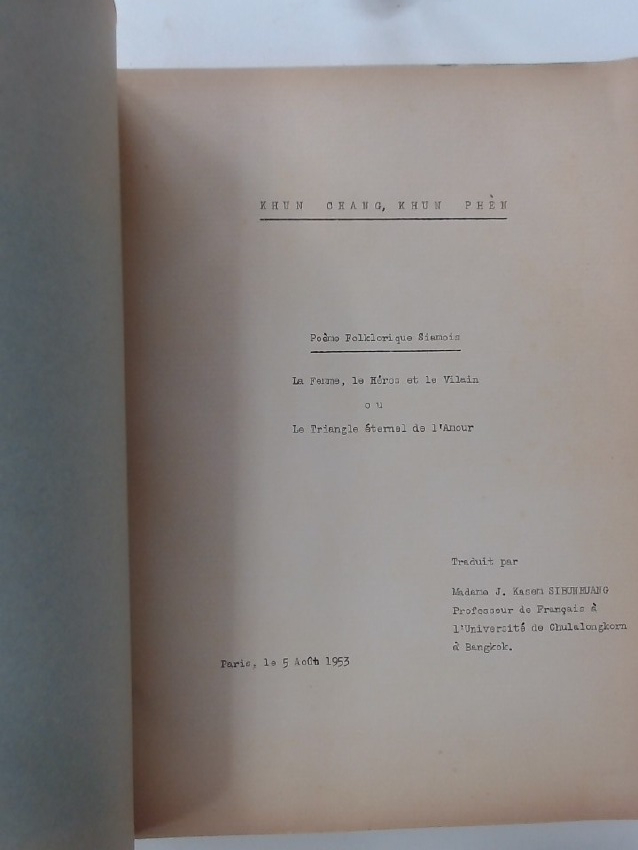 KHUN CHANG, KHUN PHÈN
Poème Folklorique Siamois
La Femme, le Héros et le Vilain
ou
Le Triangle éternel de l'Amour
Traduit par
Madame J. Kasem SIBUNRUANG
Professeur de Français à
l'Université de Chulalongkorn
à Bangkok.
Paris, le 5 Août 1953